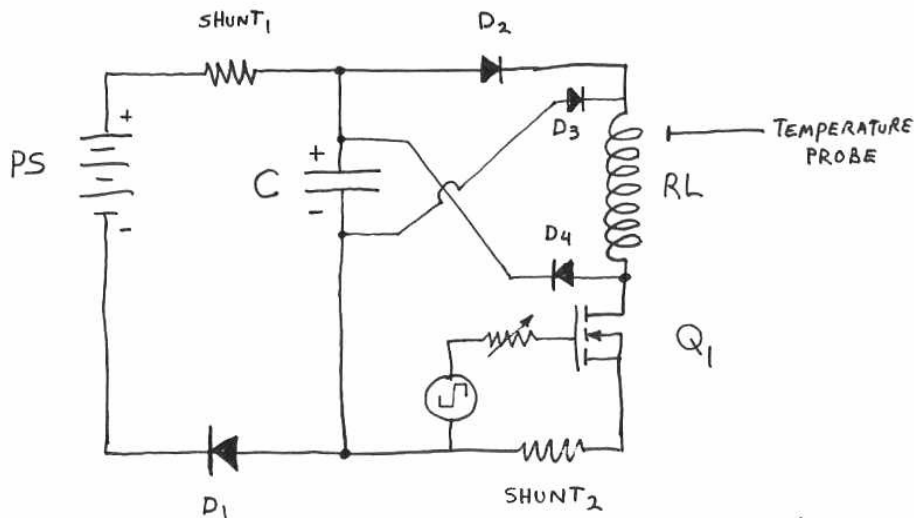 SHUNT1
D2
+
D3
TEMPERATURE
PROBE
PS
+
C
RL
-
-
D4
Q1
D1
SHUNT2